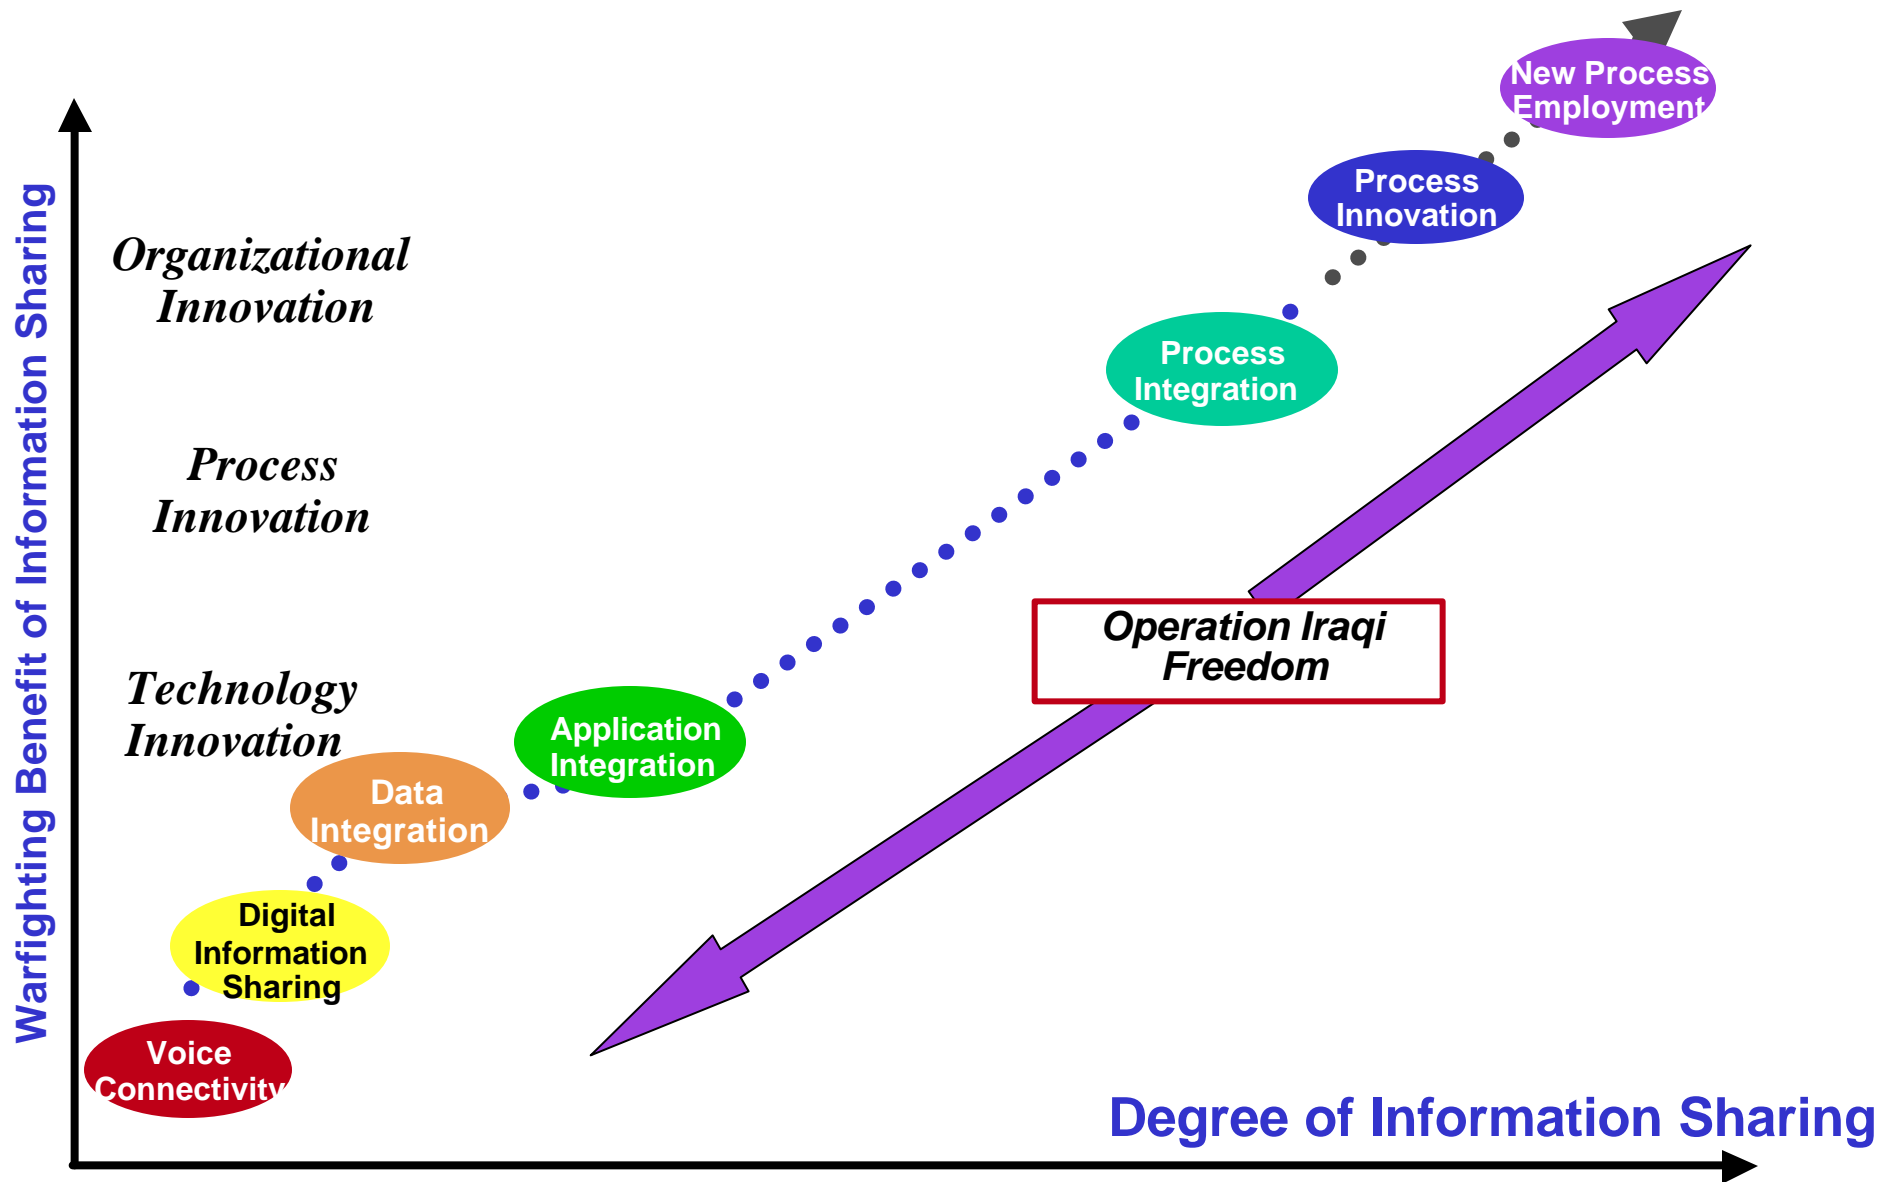 New Process
Employment
Process
Innovation
Organizational
Innovation
Process
Integration
Process
Innovation
Operation Iraqi
Freedom
Technology
Innovation
Application
Integration
Data
Integration
Digital
Information
Sharing
Voice
Connectivity
Warfighting Benefit of Information Sharing
Degree of Information Sharing